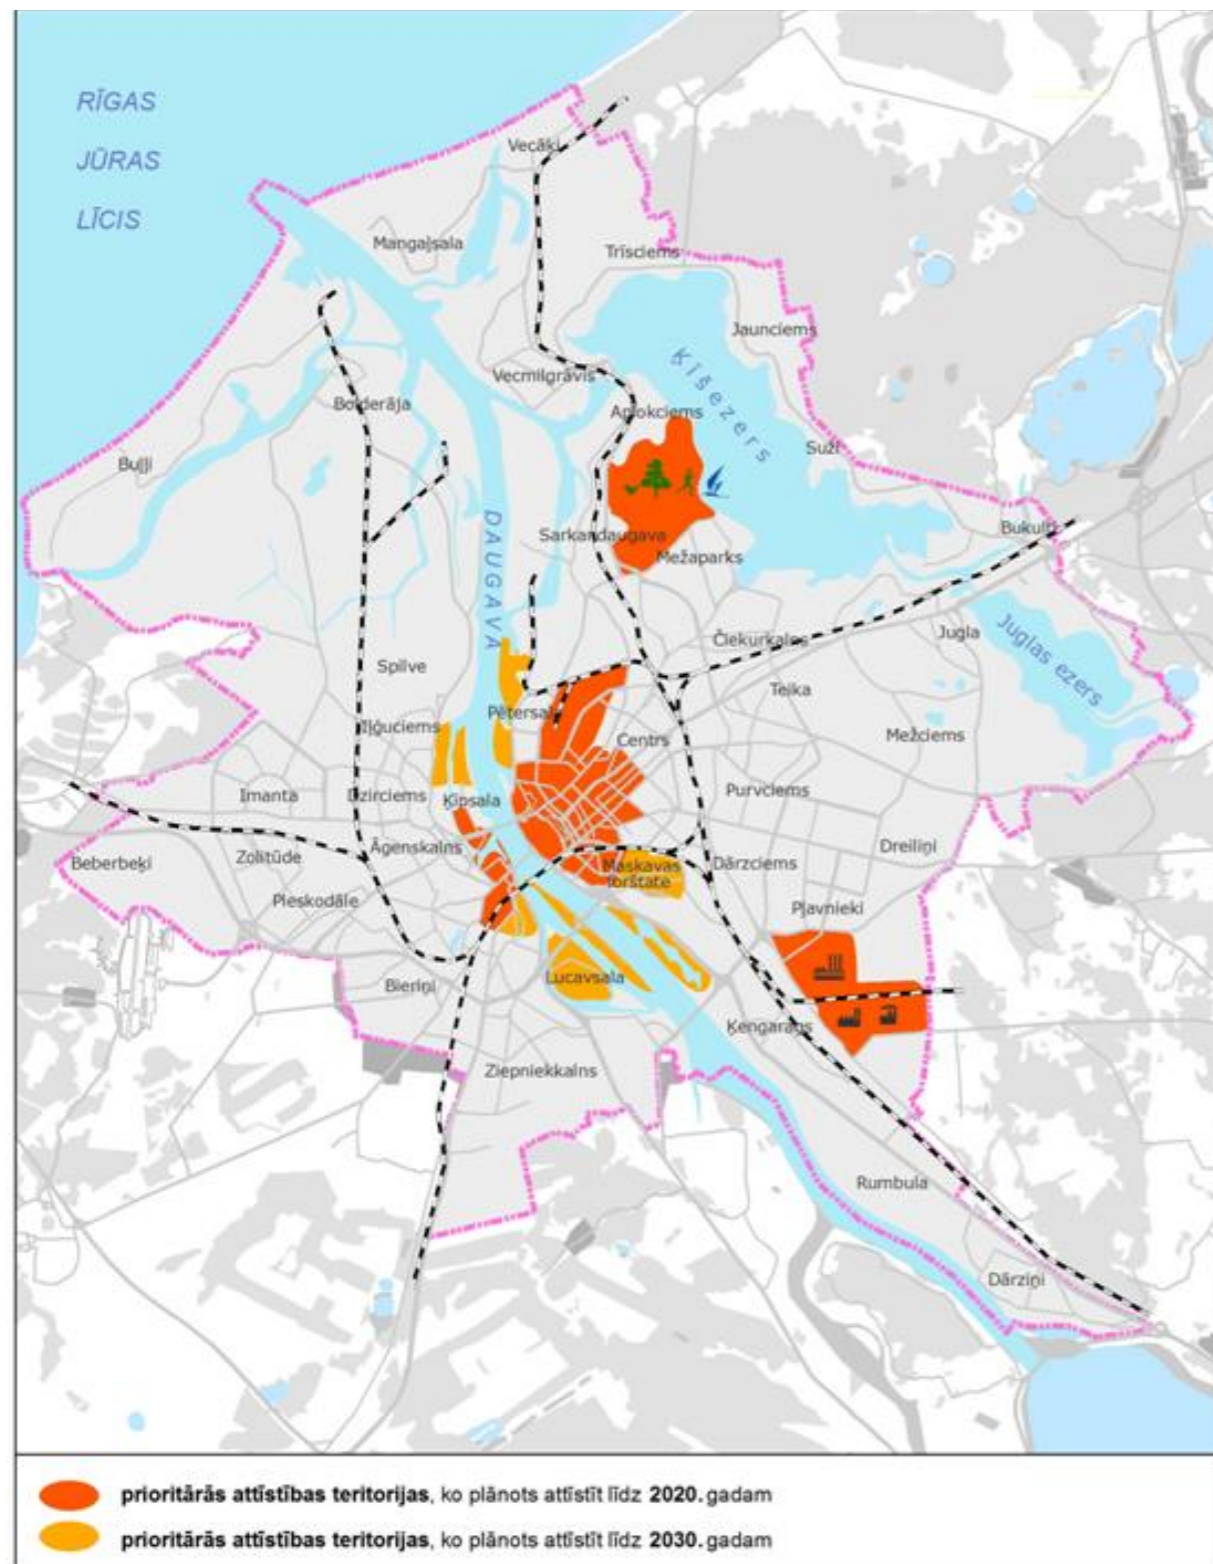 RĪGAS
JŪRAS
LĪCIS
Vecāķi
Mangaļsala
Trīsciems
Jaunciems
Ķīšezers
Vecmīlgrāvis
Aplokciems
Bolderāja
Suži
Buļļi
DAUGAVA
Sarkandaugava
Mežaparks
Bukulti
Juglas ezers
Čiekurkalns
Jugla
Spilve
Teika
Pētersala
Iļģuciems
Centrs
Mežciems
Imanta
Dzirciems
Ķīpsala
Purvciems
Beberbeķi
Zolitūde
Āgenskalns
Maskavas
forštate
Dārzciems
Dreiliņi
Pleskodāle
Pļavnieki
Bieriņi
Lucavsala
Ķengarags
Ziepniekkalns
Rumbula
Dārziņi
prioritārās attīstības teritorijas, ko plānots attīstīt līdz 2020. gadam
prioritārās attīstības teritorijas, ko plānots attīstīt līdz 2030. gadam